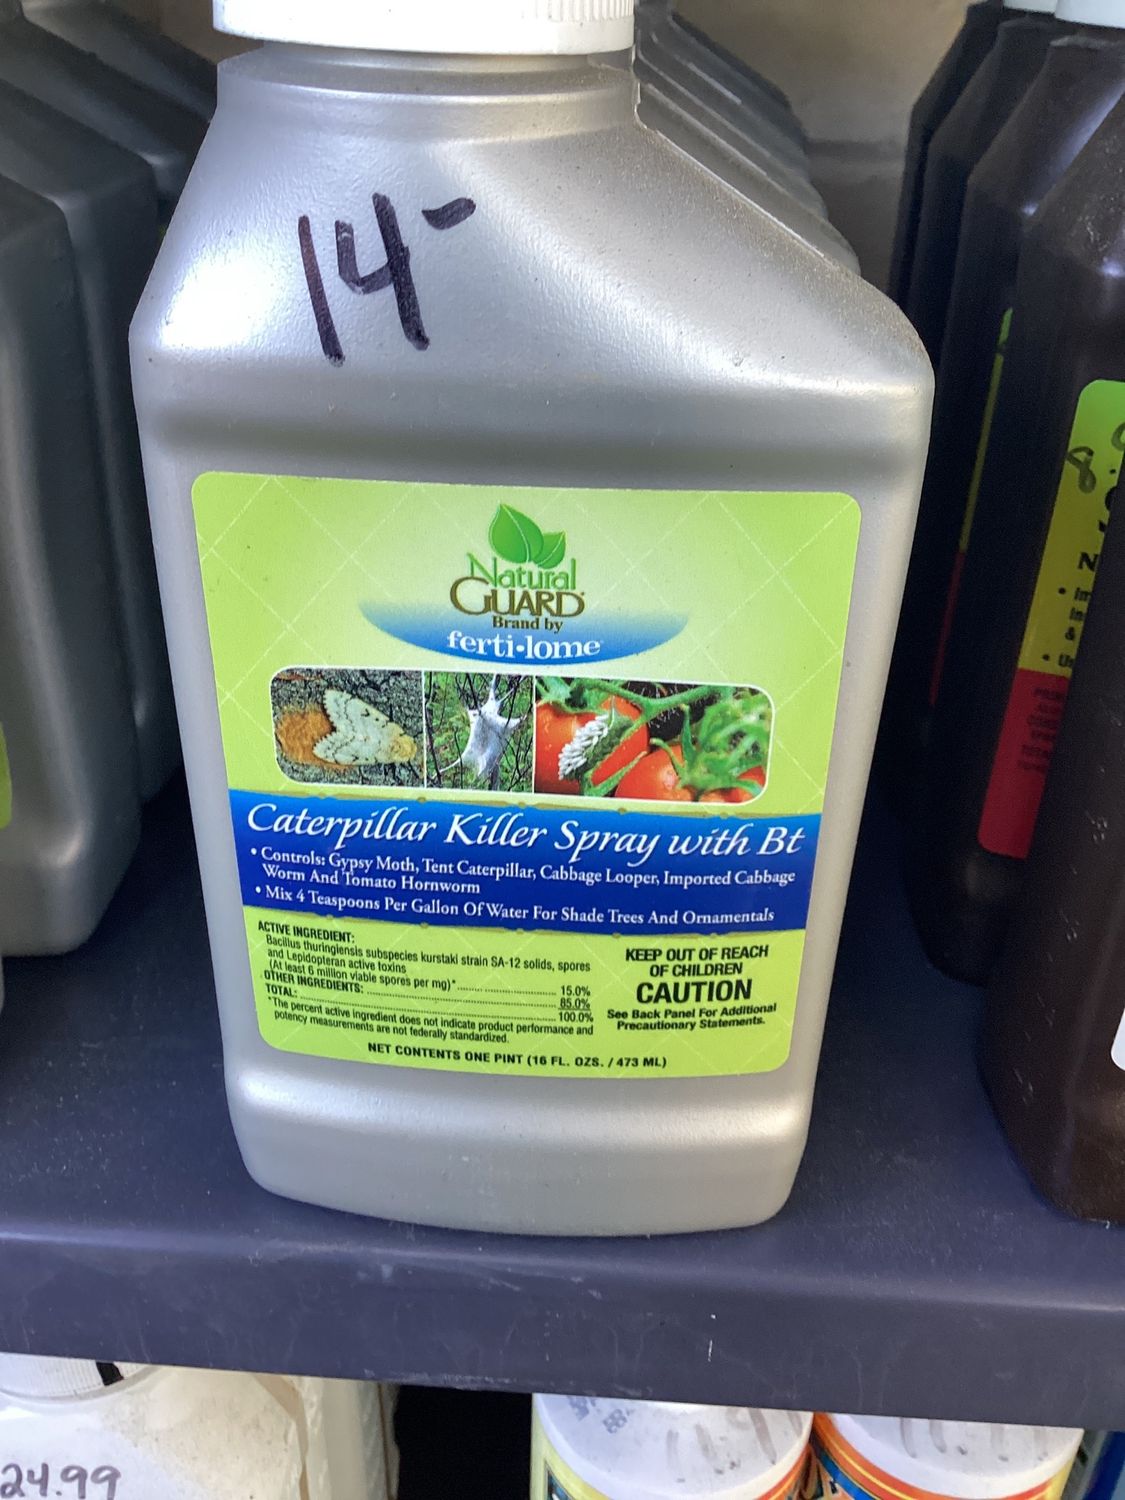 14-
Natural
GUARD
Brand by
ferti•lome
Caterpillar Killer Spray with Bt
• Controls: Gypsy Moth, Tent Caterpillar, Cabbage Looper, Imported Cabbage
Worm And Tomato Hornworm
• Mix 4 Teaspoons Per Gallon Of Water For Shade Trees And Ornamentals
ACTIVE INGREDIENT:
Bacillus thuringiensis subspecies kurstaki strain SA-12 solids, spores
and Lepidopteran active toxins
(At least 6 million viable spores per mg)* 15.0%
OTHER INGREDIENTS: 85.0%
TOTAL: 100.0%
*The percent active ingredient does not indicate product performance and
potency measurements are not federally standardized.
KEEP OUT OF REACH
OF CHILDREN
CAUTION
See Back Panel For Additional
Precautionary Statements.
NET CONTENTS ONE PINT (16 FL. OZS. / 473 ML)
24.99